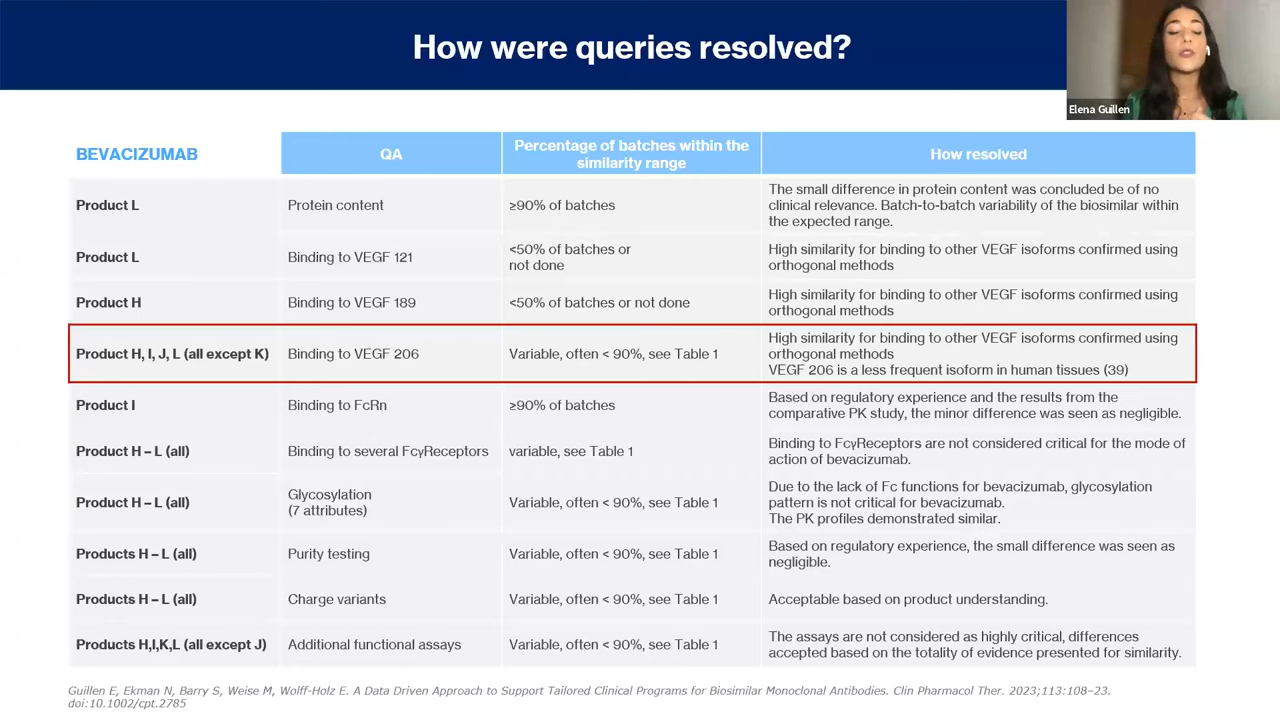 How were queries resolved?
Elena Guillen
BEVACIZUMAB
QA
Percentage of batches within the
similarity range
How resolved
Product L
Protein content
≥90% of batches
The small difference in protein content was concluded be of no
clinical relevance. Batch-to-batch variability of the biosimilar within
the expected range.
Product L
Binding to VEGF 121
<50% of batches or
not done
High similarity for binding to other VEGF isoforms confirmed using
orthogonal methods
Product H
Binding to VEGF 189
<50% of batches or not done
High similarity for binding to other VEGF isoforms confirmed using
orthogonal methods
Product H, I, J, L (all except K)
Binding to VEGF 206
Variable, often < 90%, see Table 1
High similarity for binding to other VEGF isoforms confirmed using
orthogonal methods
VEGF 206 is a less frequent isoform in human tissues (39)
Product I
Binding to FcRn
≥90% of batches
Based on regulatory experience and the results from the
comparative PK study, the minor difference was seen as negligible.
Product H – L (all)
Binding to several FcγReceptors
variable, see Table 1
Binding to FcγReceptors are not considered critical for the mode of
action of bevacizumab.
Product H – L (all)
Glycosylation
(7 attributes)
Variable, often < 90%, see Table 1
Due to the lack of Fc functions for bevacizumab, glycosylation
pattern is not critical for bevacizumab.
The PK profiles demonstrated similar.
Products H – L (all)
Purity testing
Variable, often < 90%, see Table 1
Based on regulatory experience, the small difference was seen as
negligible.
Products H – L (all)
Charge variants
Variable, often < 90%, see Table 1
Acceptable based on product understanding.
Products H,I,K,L (all except J)
Additional functional assays
Variable, often < 90%, see Table 1
The assays are not considered as highly critical, differences
accepted based on the totality of evidence presented for similarity.
Guillen E, Ekman N, Barry S, Weise M, Wolff-Holz E. A Data Driven Approach to Support Tailored Clinical Programs for Biosimilar Monoclonal Antibodies. Clin Pharmacol Ther. 2023;113:108–23.
doi:10.1002/cpt.2785